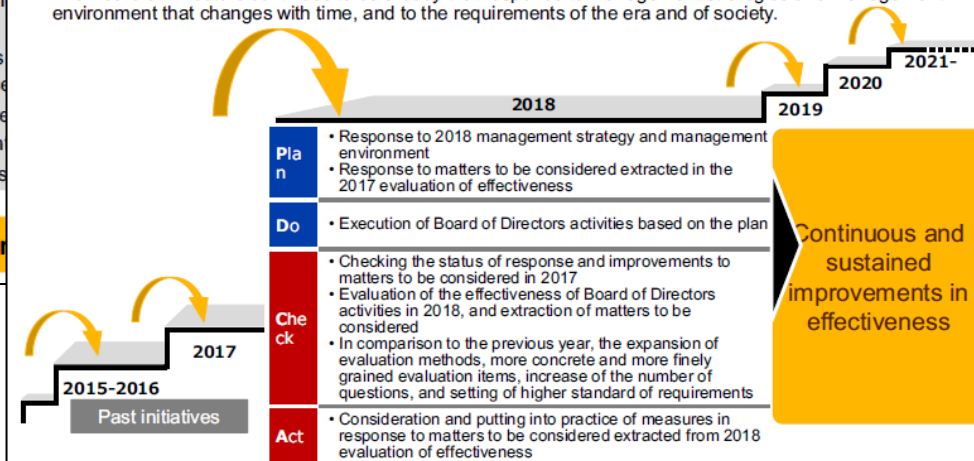 environment that changes with time, and to the requirements of the era and of society.
2021-
2020
2019
2018
Pla
n
• Response to 2018 management strategy and management
environment
• Response to matters to be considered extracted in the
2017 evaluation of effectiveness
Do
• Execution of Board of Directors activities based on the plan
Che
ck
• Checking the status of response and improvements to
matters to be considered in 2017
• Evaluation of the effectiveness of Board of Directors
activities in 2018, and extraction of matters to be
considered
• In comparison to the previous year, the expansion of
evaluation methods, more concrete and more finely
grained evaluation items, increase of the number of
questions, and setting of higher standard of requirements
Act
• Consideration and putting into practice of measures in
response to matters to be considered extracted from 2018
evaluation of effectiveness
Continuous and
sustained
improvements in
effectiveness
2017
2015-2016
Past initiatives